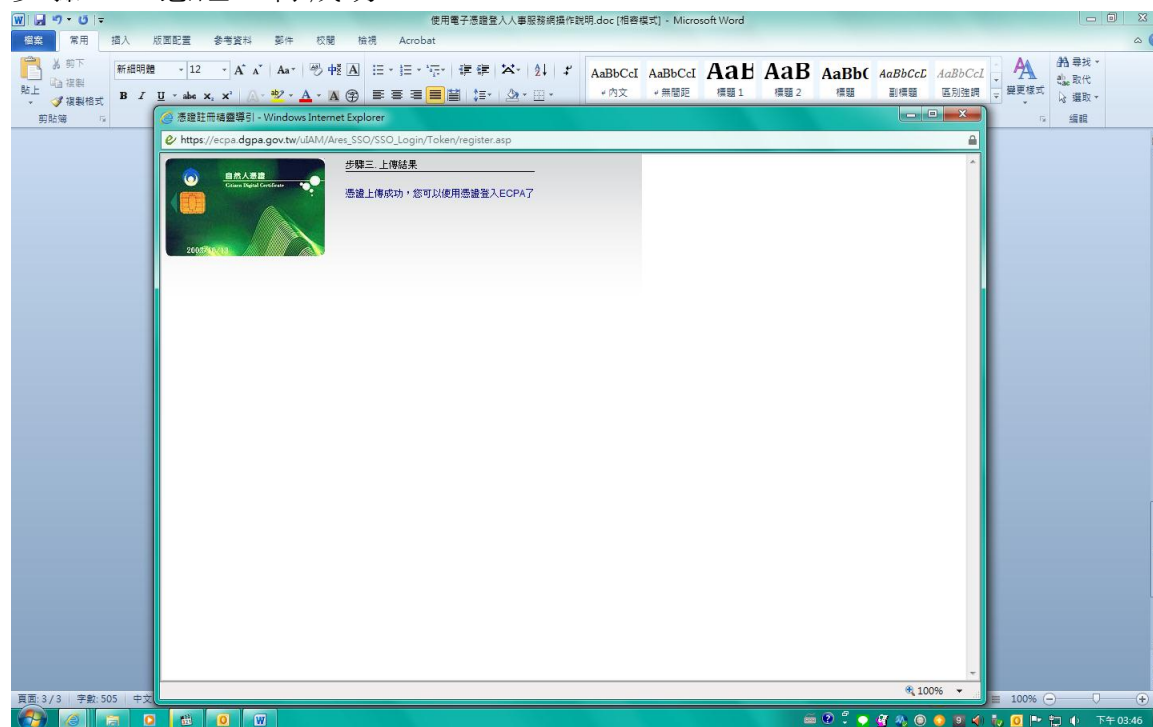 使用電子憑證登入人事服務網操作說明.doc [相容模式] - Microsoft Word
檔案 常用 插入 版面配置 參考資料 郵件 校閱 檢視 Acrobat
剪下
複製
貼上
複製格式
剪貼簿
新細明體 12
AaBbCcI AaBbCcI AaB AaBbC AaBbCcD AaBbCcI
內文 無間距 標題 1 標題 2 標題 副標題 區別強調
變更樣式
尋找
取代
選取
編輯
憑證註冊精靈導引 - Windows Internet Explorer
https://ecpa.dgpa.gov.tw/uIAM/Ares_SSO/SSO_Login/Token/register.asp
自然人憑證
Citizen Digital Certificate
步驟三. 上傳結果
憑證上傳成功，您可以使用憑證登入ECPA了
100%
頁面: 3/3 字數: 505 中文
100%
下午 03:46